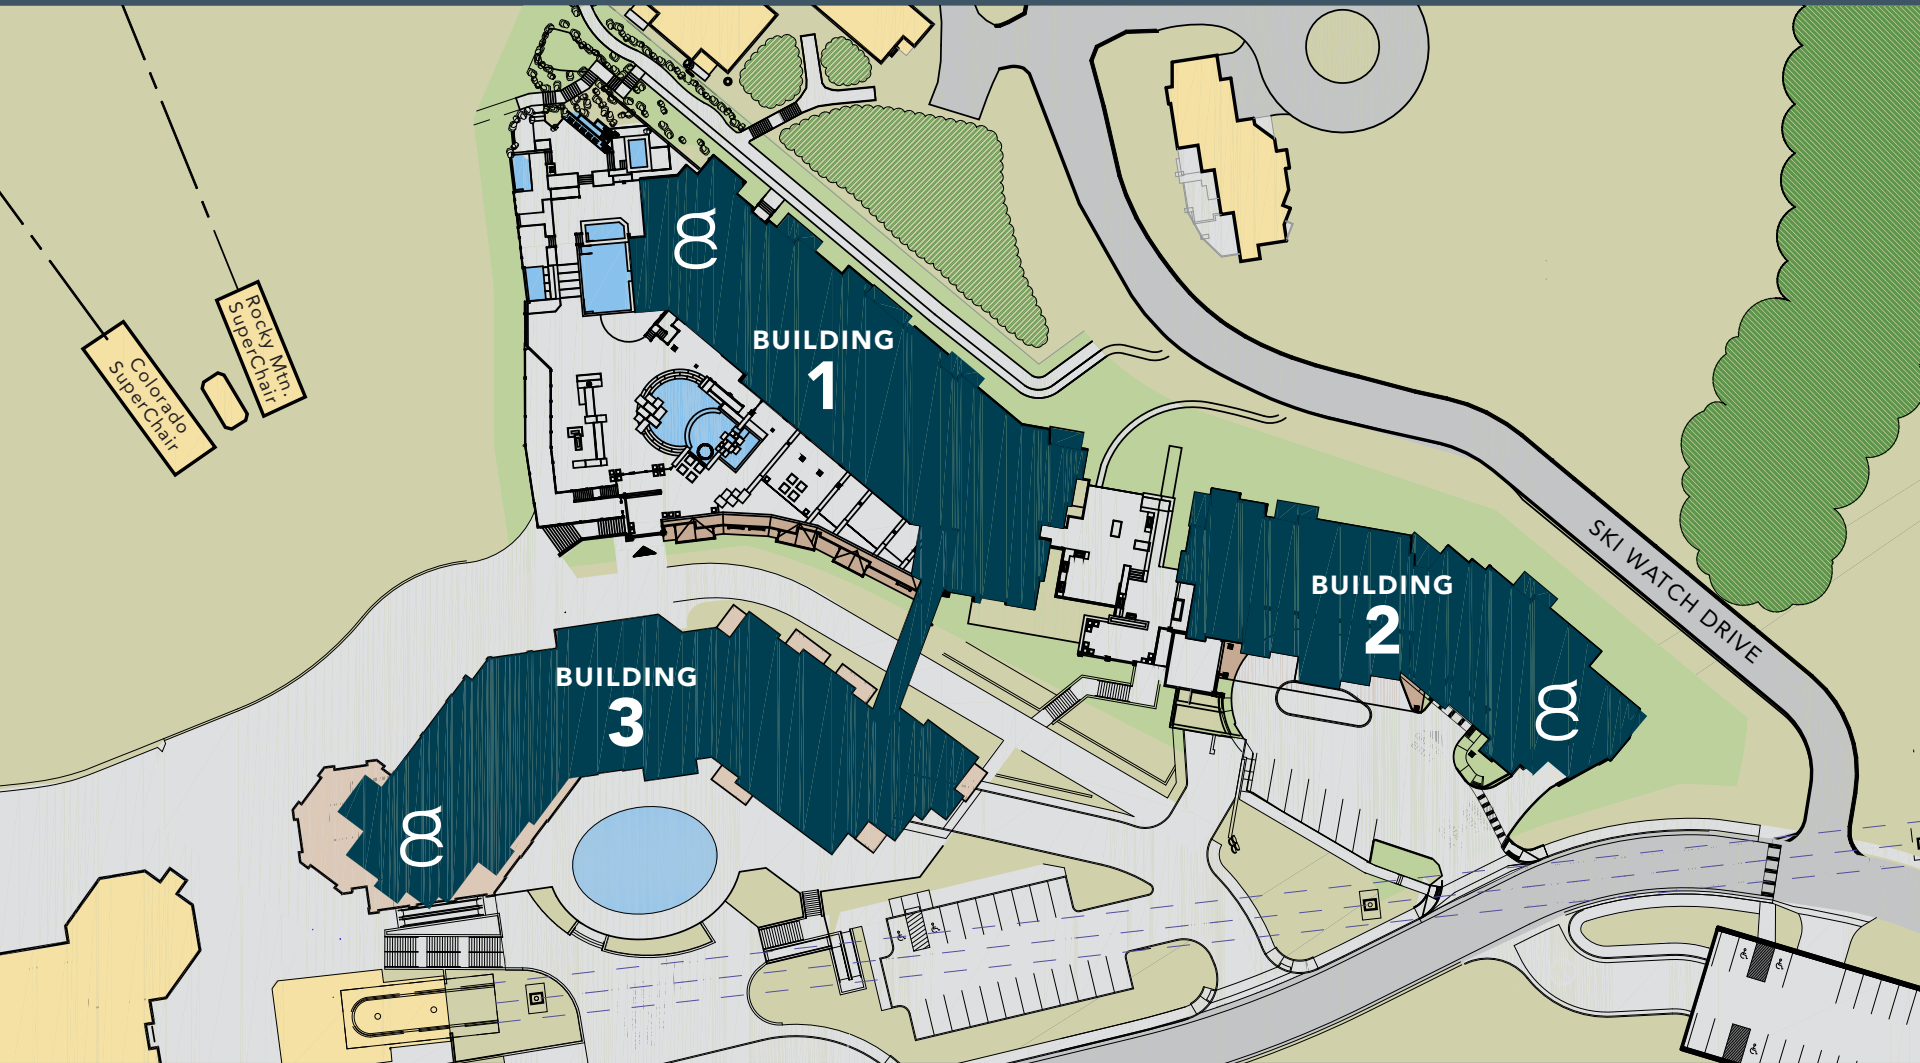 BUILDING
1
Rocky Mtn.
SuperChair
Colorado
SuperChair
SKI WATCH DRIVE
BUILDING
2
BUILDING
3